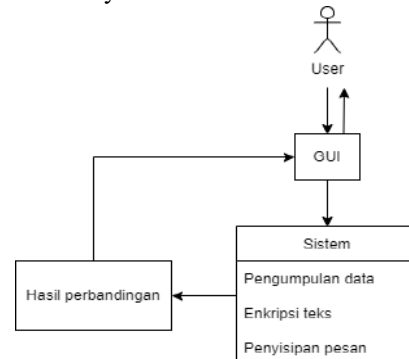 User
GUI
Sistem
Pengumpulan data
Hasil perbandingan
Enkripsi teks
Penyisipan pesan